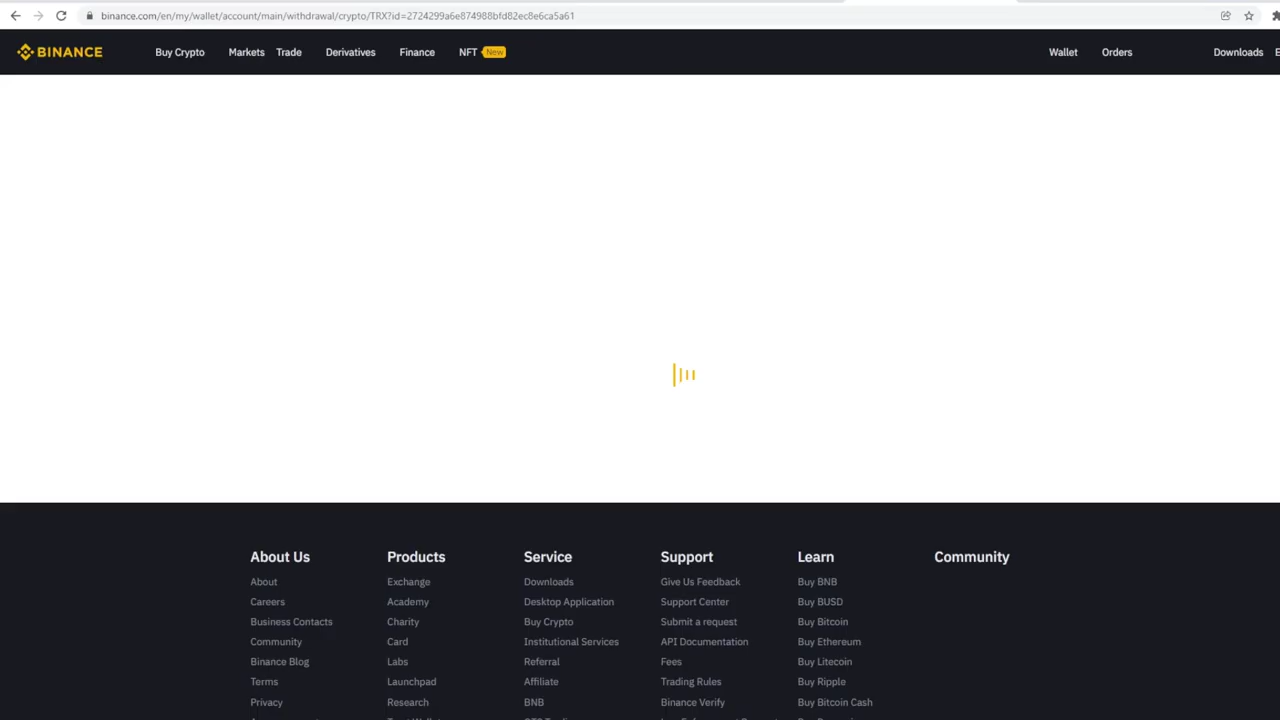 binance.com/en/my/wallet/account/main/withdrawal/crypto/TRX?id=2724299a6e874988bfd82ec8e6ca5a61
BINANCE Buy Crypto Markets Trade Derivatives Finance NFT New Wallet Orders Downloads
About Us Products Service Support Learn Community
About Exchange Downloads Give Us Feedback Buy BNB
Careers Academy Desktop Application Support Center Buy BUSD
Business Contacts Charity Buy Crypto Submit a request Buy Bitcoin
Community Card Institutional Services API Documentation Buy Ethereum
Binance Blog Labs Referral Fees Buy Litecoin
Terms Launchpad Affiliate Trading Rules Buy Ripple
Privacy Research BNB Binance Verify Buy Bitcoin Cash